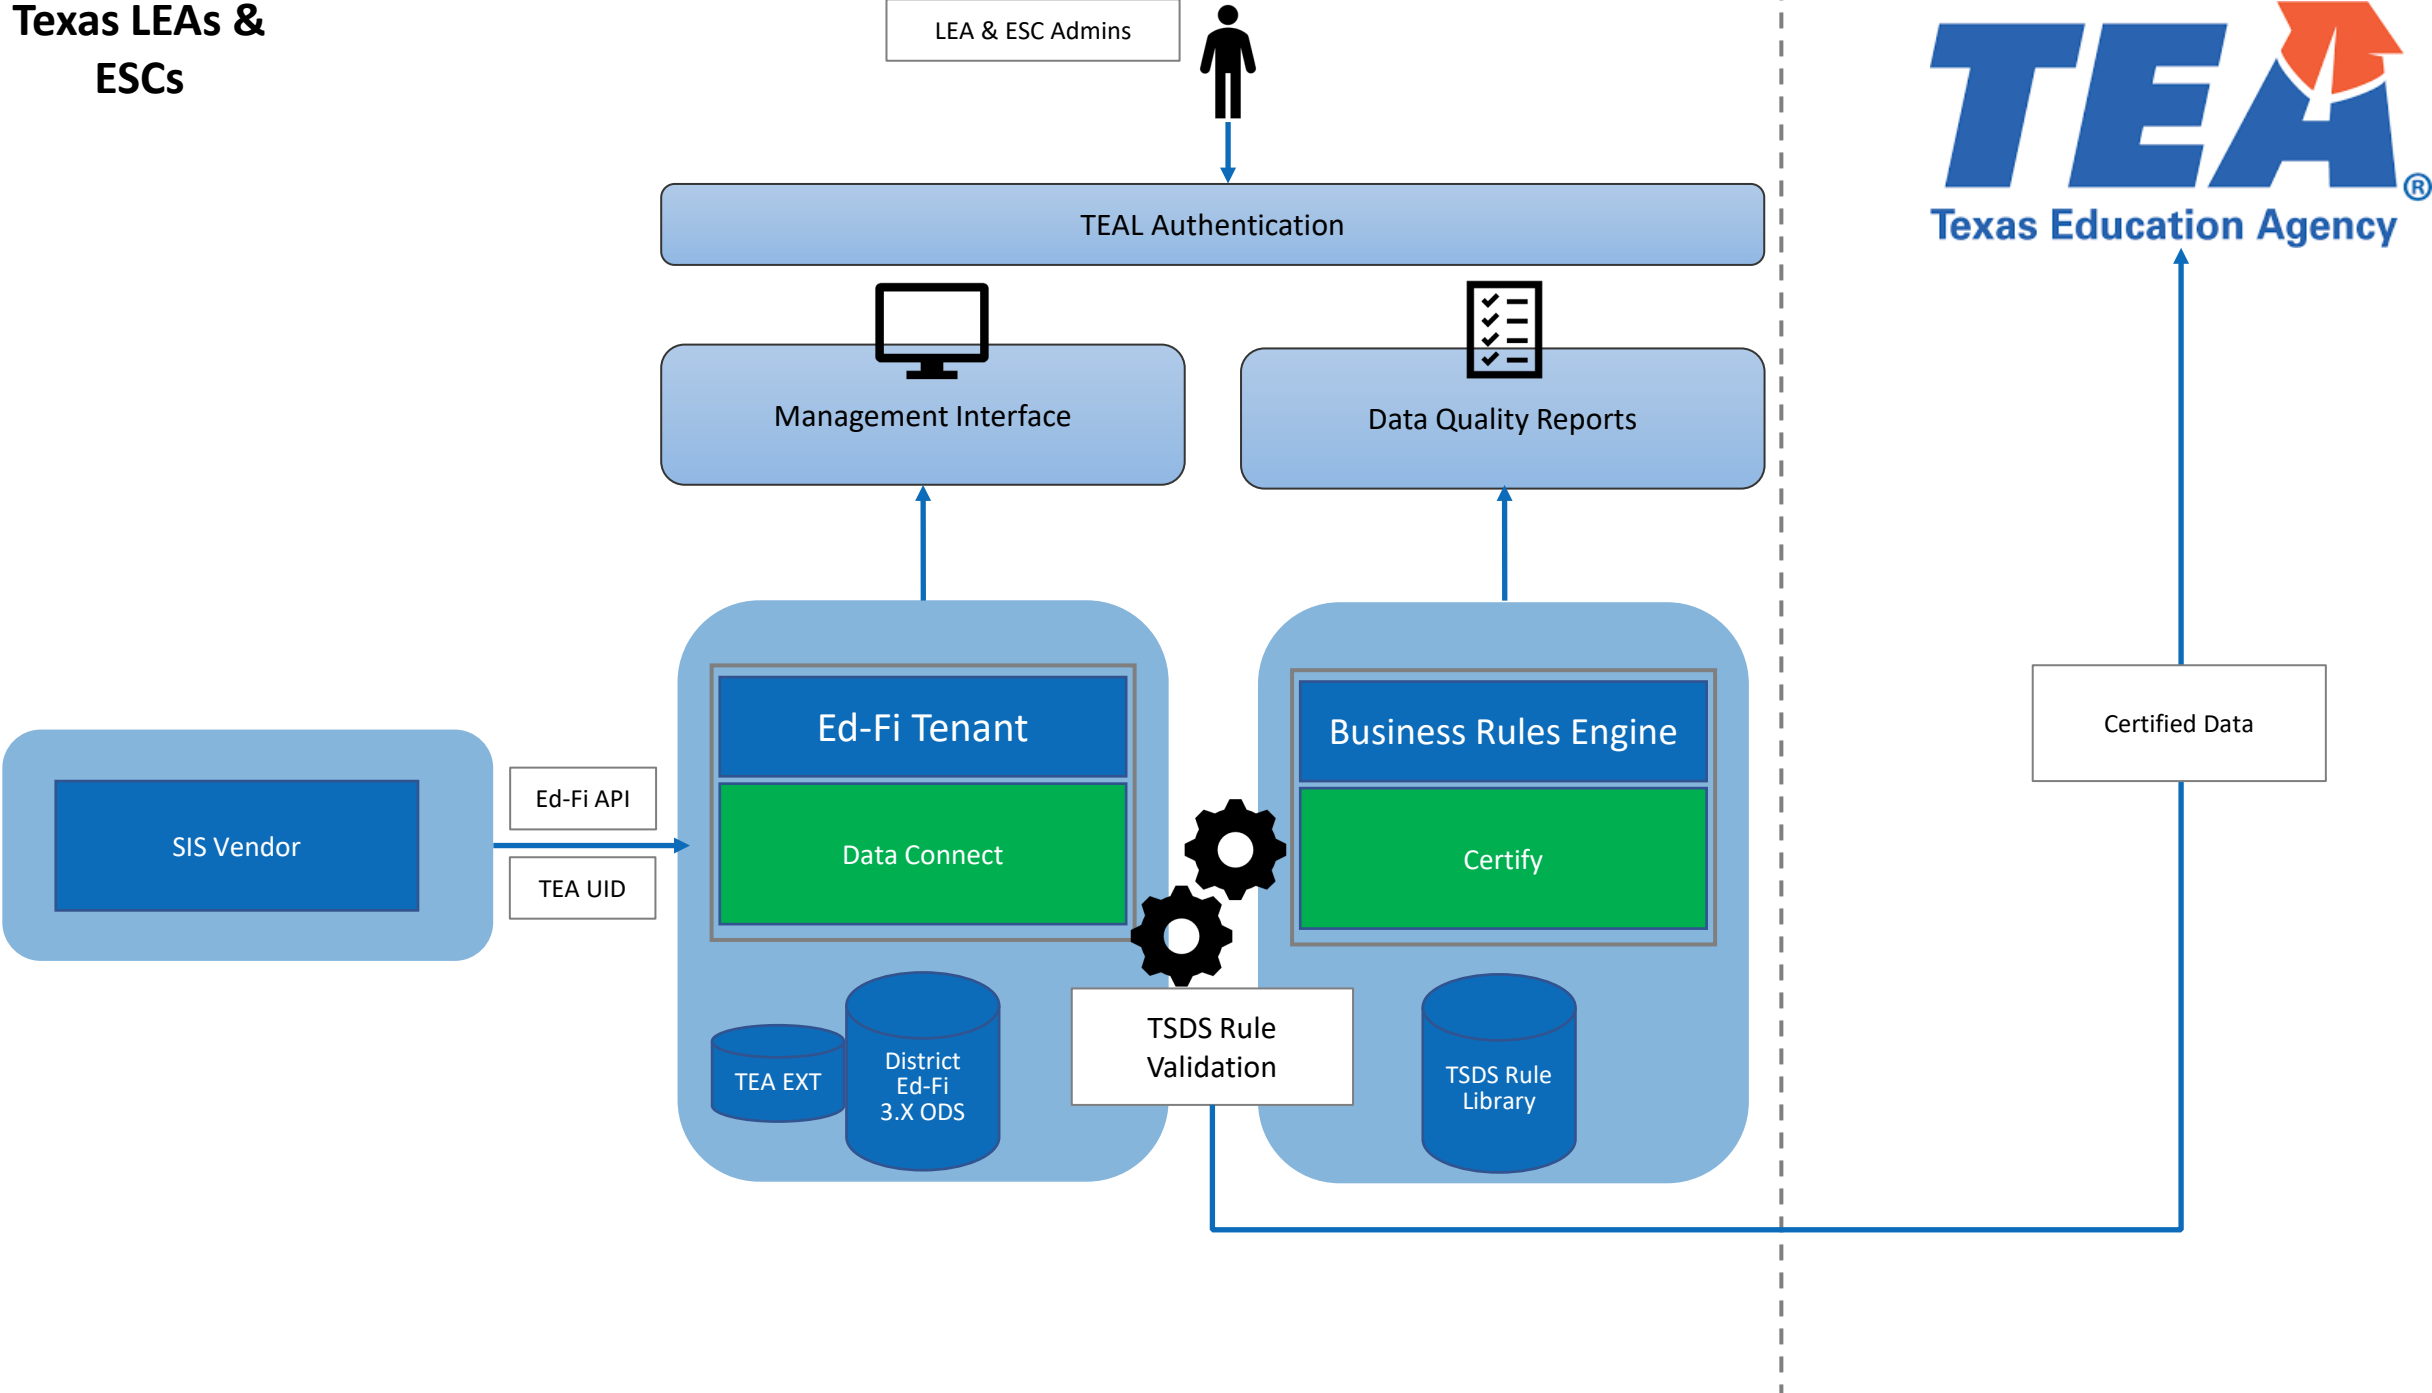 Texas LEAs &
ESCs
LEA & ESC Admins
TEA
®
Texas Education Agency
TEAL Authentication
Management Interface
Data Quality Reports
Ed-Fi Tenant
Data Connect
Business Rules Engine
Certify
Certified Data
SIS Vendor
Ed-Fi API
TEA UID
TEA EXT
District
Ed-Fi
3.X ODS
TSDS Rule
Validation
TSDS Rule
Library